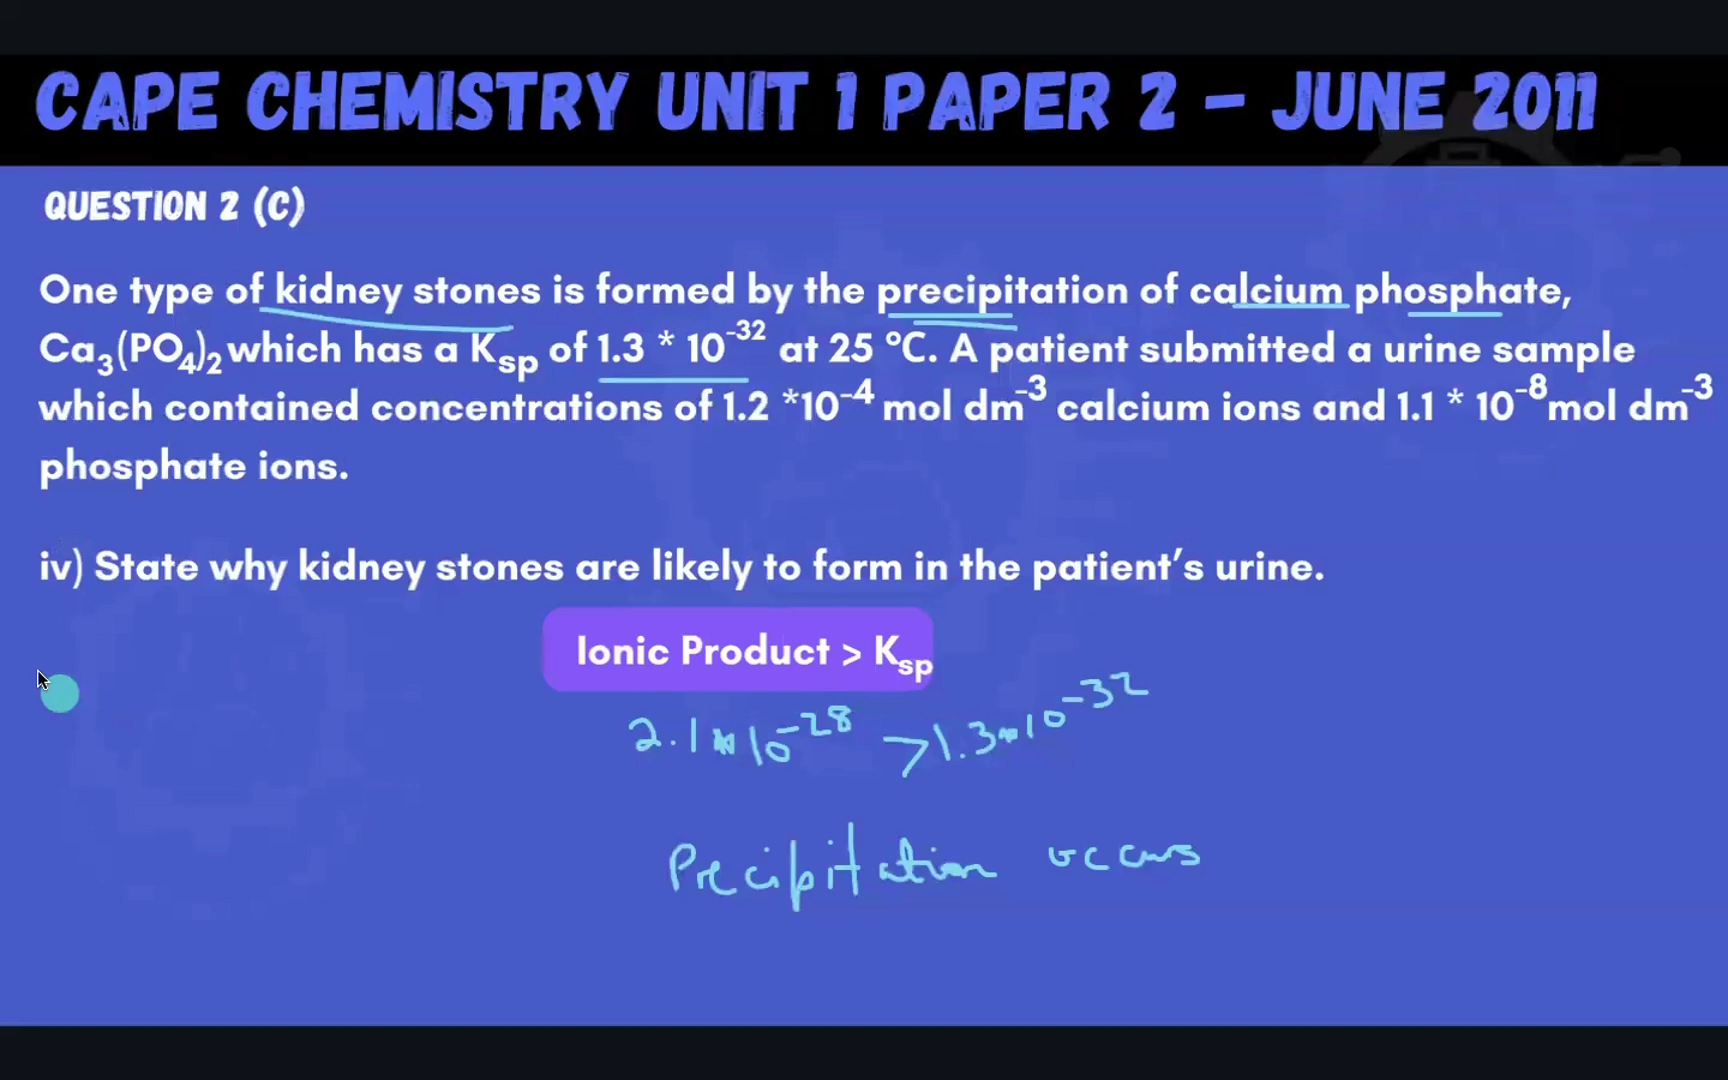 CAPE CHEMISTRY UNIT 1 PAPER 2 – JUNE 2011
QUESTION 2 (C)
One type of kidney stones is formed by the precipitation of calcium phosphate,
Ca₃(PO₄)₂ which has a Kₛₚ of 1.3 * 10⁻³² at 25 °C. A patient submitted a urine sample
which contained concentrations of 1.2 *10⁻⁴ mol dm⁻³ calcium ions and 1.1 * 10⁻⁸mol dm⁻³
phosphate ions.
iv) State why kidney stones are likely to form in the patient’s urine.
Ionic Product > Kₛₚ
2.1 * 10⁻²⁸ > 1.3 * 10⁻³²
Precipitation occurs